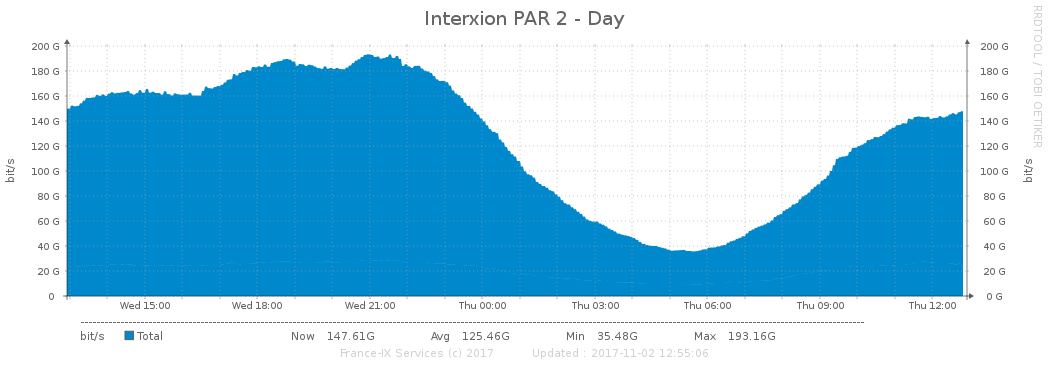 Interxion PAR 2 - Day
RRDTOOL / TOBI OETIKER
200 G 200 G
180 G 180 G
160 G 160 G
140 G 140 G
120 G 120 G
100 G 100 G
80 G 80 G
60 G 60 G
40 G 40 G
20 G 20 G
0 0 G
bit/s bit/s
Wed 15:00 Wed 18:00 Wed 21:00 Thu 00:00 Thu 03:00 Thu 06:00 Thu 09:00 Thu 12:00
bit/s Total Now 147.61G Avg 125.46G Min 35.48G Max 193.16G
France-IX Services (c) 2017 Updated : 2017-11-02 12:55:06